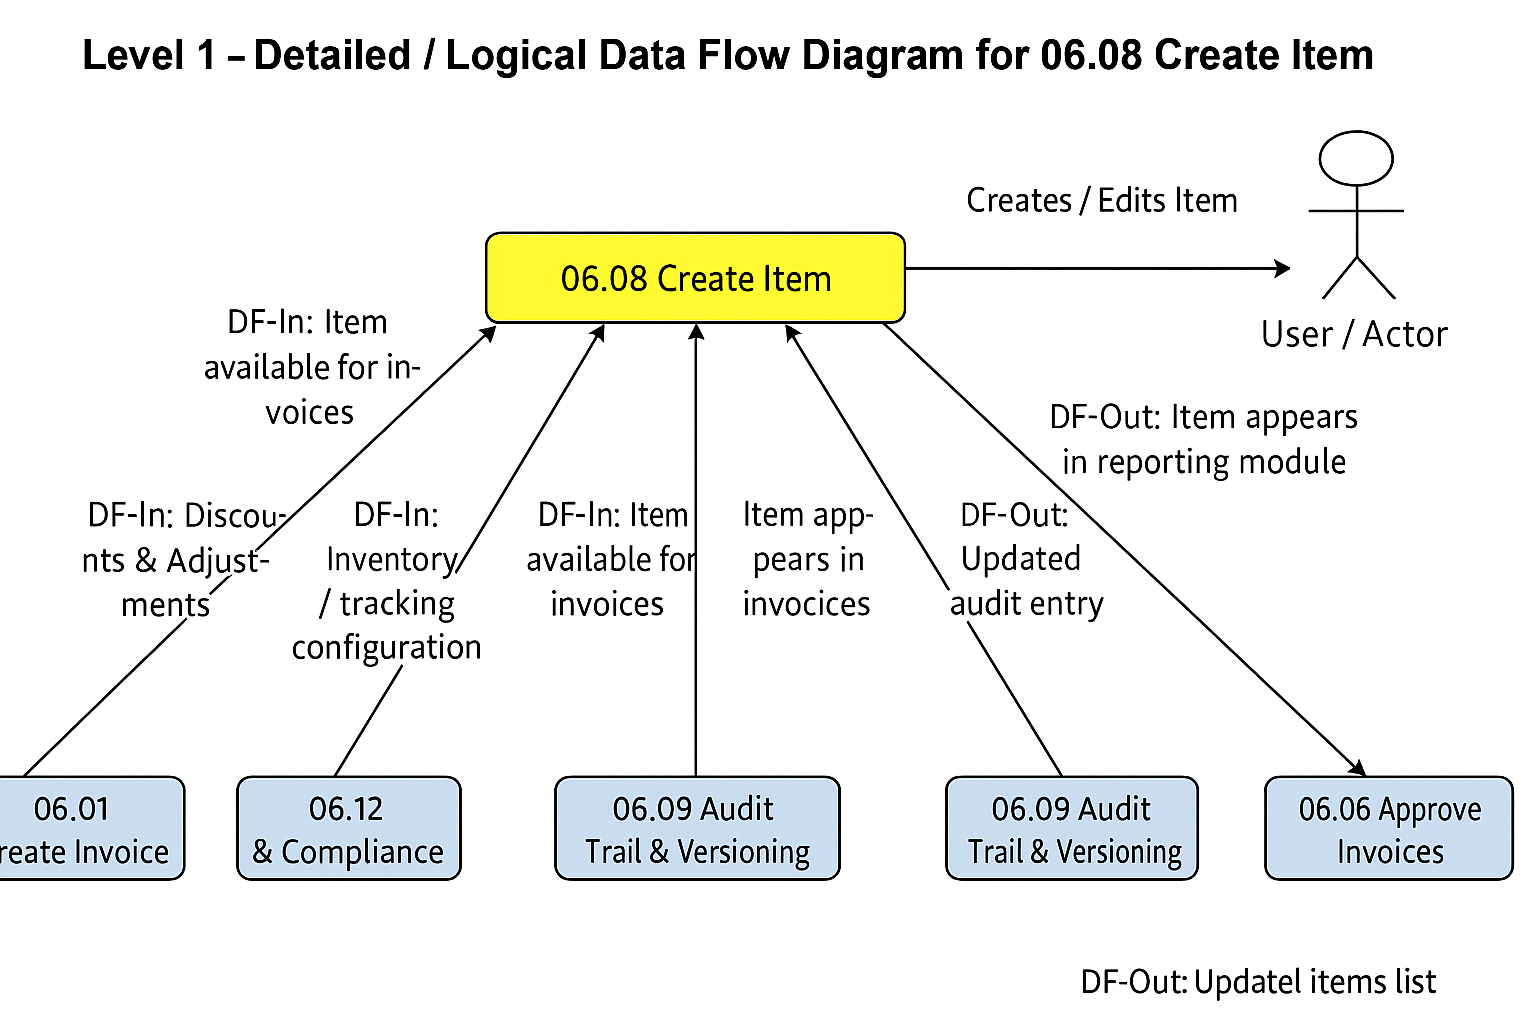 Level 1 – Detailed / Logical Data Flow Diagram for 06.08 Create Item
Creates / Edits Item
06.08 Create Item
User / Actor
DF-In: Item
available for in-
voices
DF-Out: Item appears
in reporting module
DF-In: Discou-
nts & Adjust-
ments
DF-In:
Inventory
/ tracking
configuration
DF-In: Item
available for
invoices
Item app-
pears in
invocices
DF-Out:
Updated
audit entry
06.01
reate Invoice
06.12
& Compliance
06.09 Audit
Trail & Versioning
06.09 Audit
Trail & Versioning
06.06 Approve
Invoices
DF-Out: Updatel items list